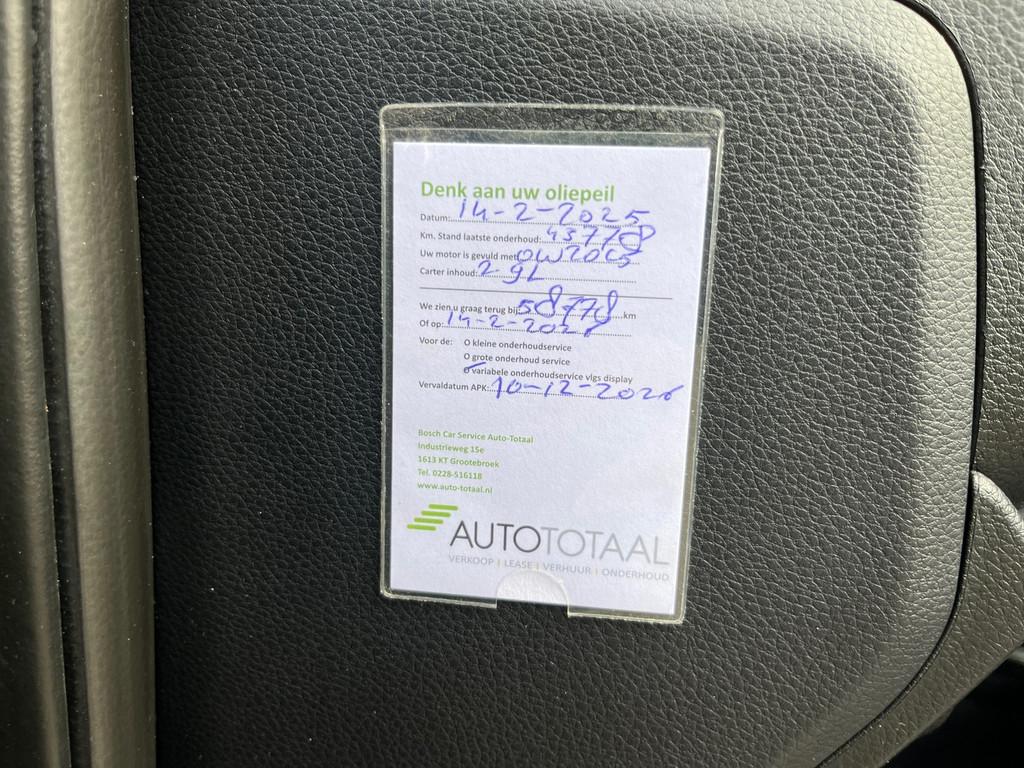 Denk aan uw oliepeil
Datum: 14-2-2025
Km. Stand laatste onderhoud: 43778
Uw motor is gevuld met 0W20C5
Carter inhoud: 2 9L
We zien u graag terug bij: 58778 km
Of op: 14-2-202
Voor de: O kleine onderhoudservice
O grote onderhoud service
O variabele onderhoudservice vlgs display
Vervaldatum APK: 10-12-2026
Bosch Car Service Auto-Totaal
Industrieweg 15e
1613 KT Grootebroek
Tel. 0228-516118
www.auto-totaal.nl
AUTOTOTAAL
VERKOOP | LEASE | VERHUUR | ONDERHOUD